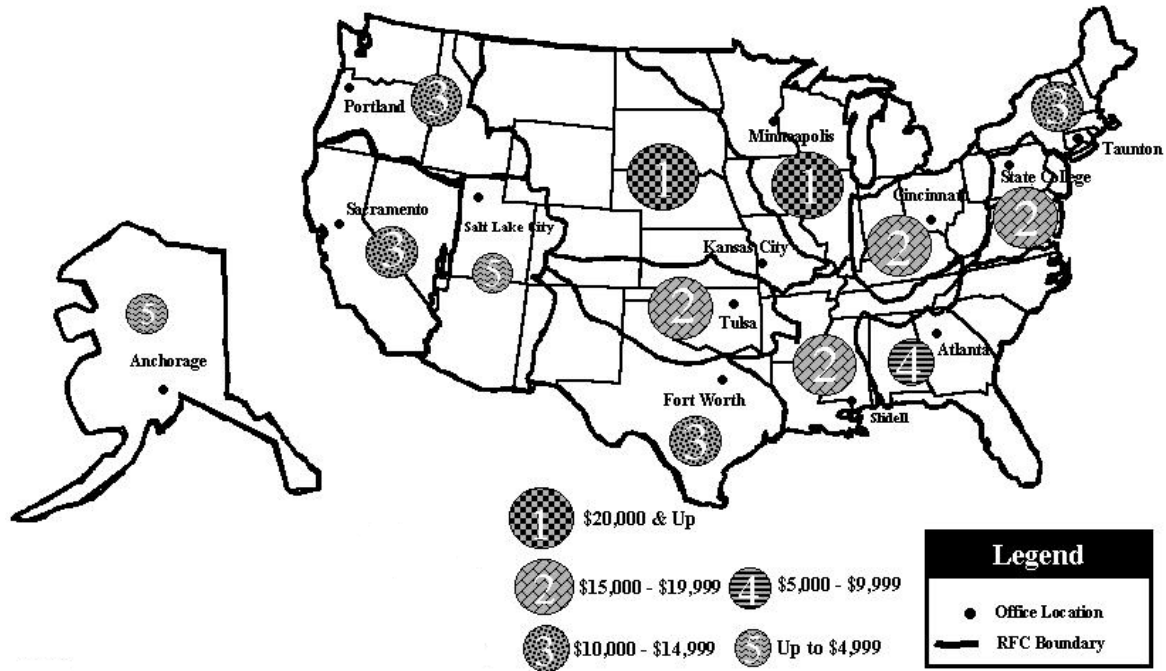 3
Portland
Minneapolis
3
Taunton
1
1
State College
Cincinnati
2
Sacramento
Salt Lake City
3
2
Kansas City
5
5
2
Tulsa
Anchorage
2
4
Atlanta
Fort Worth
Slidell
3
1 $20,000 & Up
2 $15,000 - $19,999
4 $5,000 - $9,999
3 $10,000 - $14,999
5 Up to $4,999
Legend
Office Location
RFC Boundary